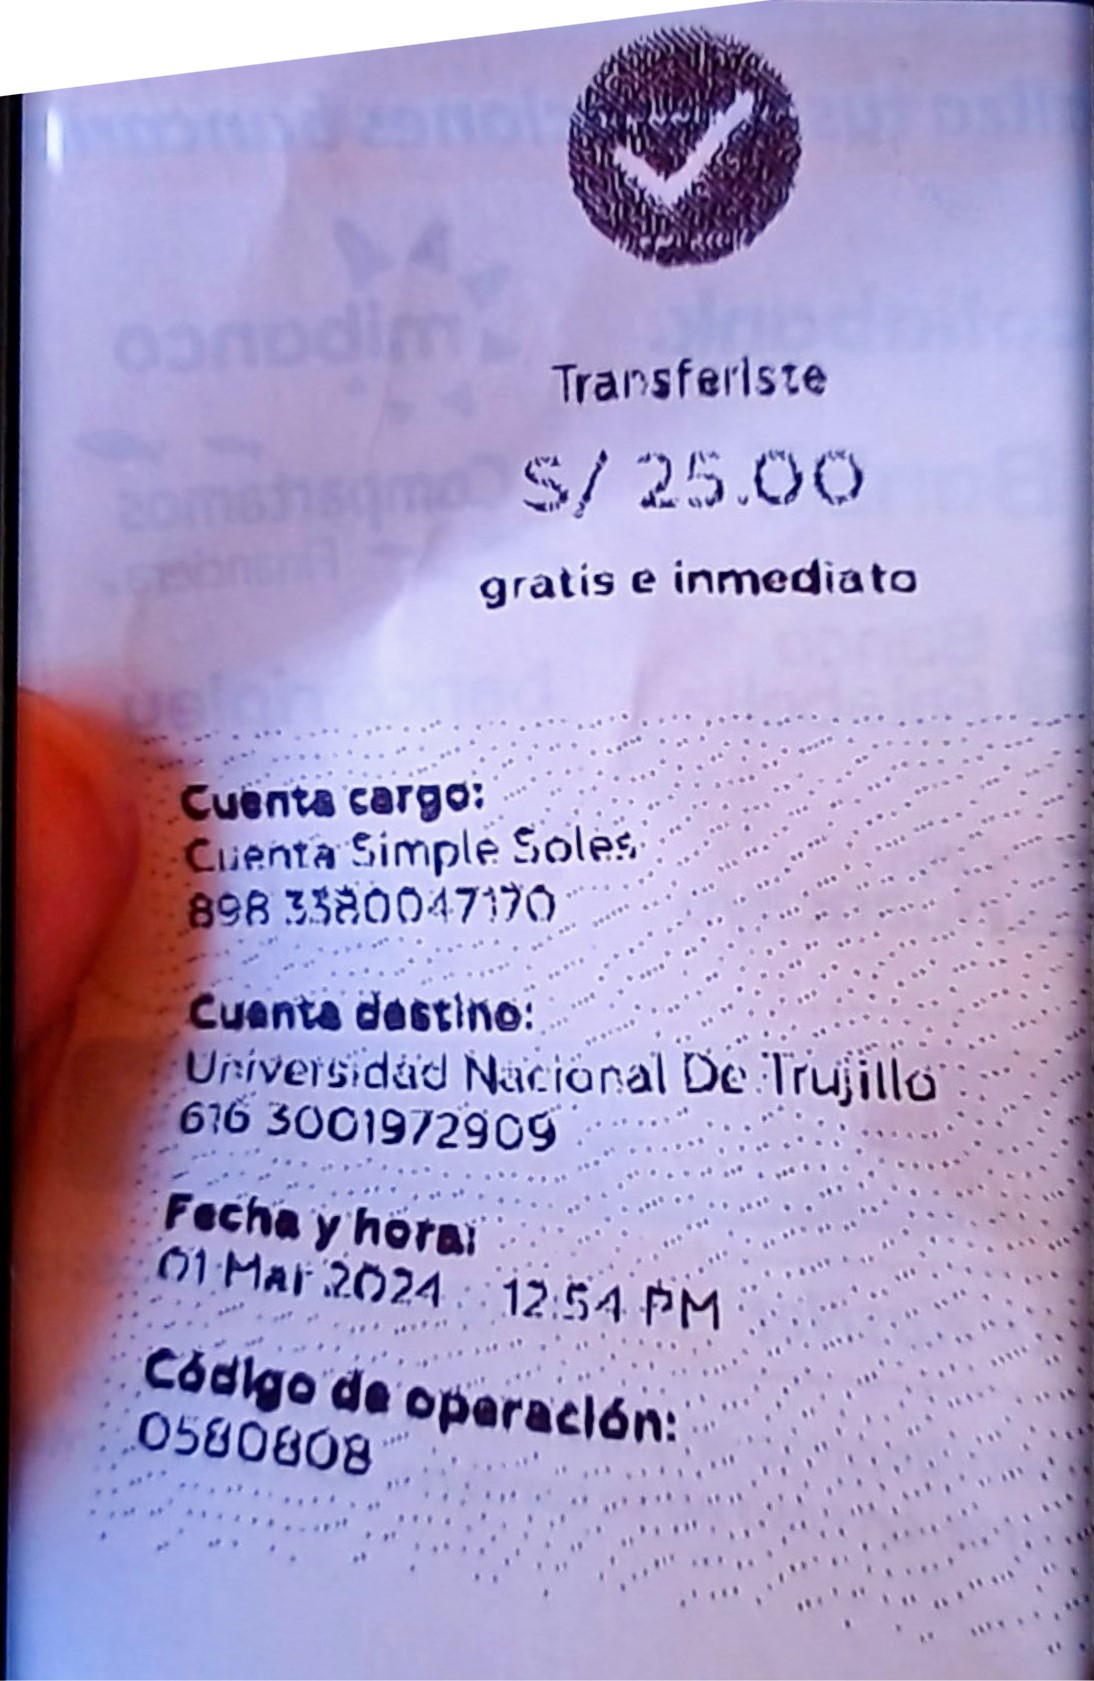 Transferiste
S/ 25.00
gratis e inmediato
Cuenta cargo:
Cuenta Simple Soles
898 3380047170
Cuenta destino:
Universidad Nacional De Trujillo
616 3001972909
Fecha y hora:
01 Mar 2024 12:54 PM
Código de operación:
0580808